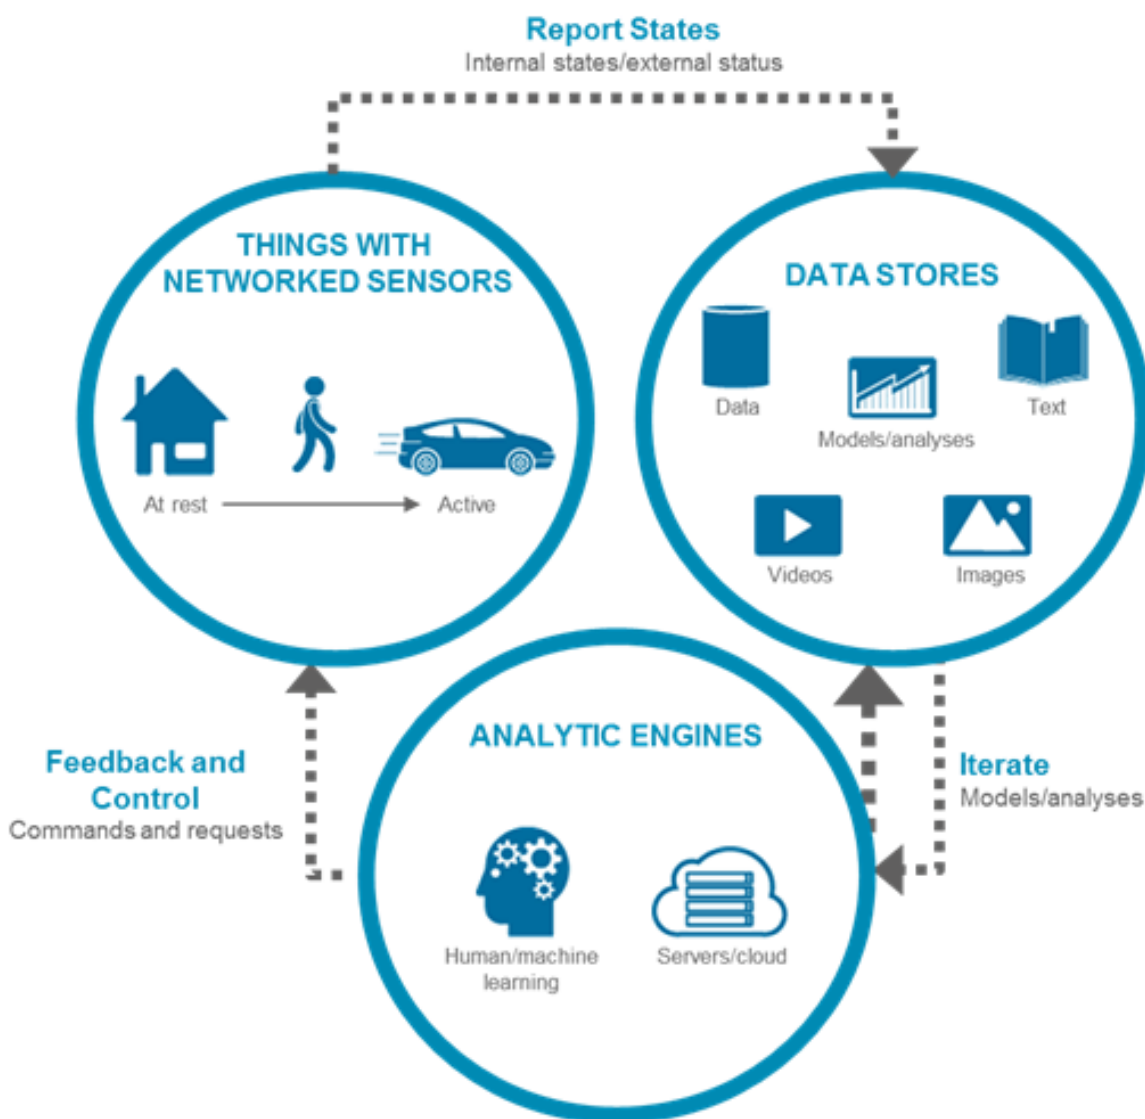 Report States
Internal states/external status
THINGS WITH
NETWORKED SENSORS
At rest
Active
DATA STORES
Data
Models/analyses
Text
Videos
Images
Feedback and
Control
Commands and requests
ANALYTIC ENGINES
Human/machine
learning
Servers/cloud
Iterate
Models/analyses